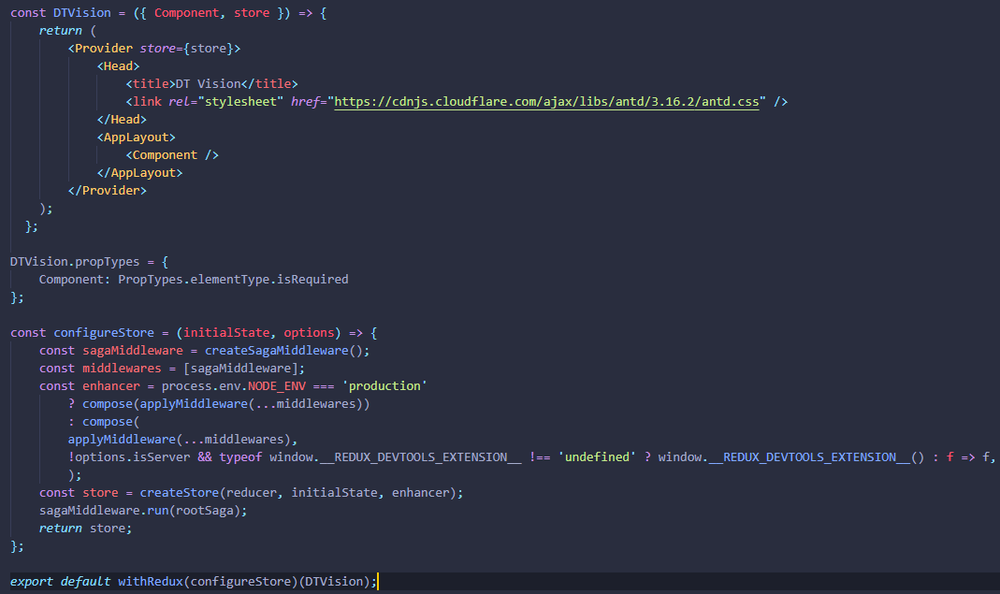 const DTVision = ({ Component, store }) => {
return (
<Provider store={store}>
<Head>
<title>DT Vision</title>
<link rel="stylesheet" href="https://cdnjs.cloudflare.com/ajax/libs/antd/3.16.2/antd.css" />
</Head>
<AppLayout>
<Component />
</AppLayout>
</Provider>
);
};
DTVision.propTypes = {
Component: PropTypes.elementType.isRequired
};
const configureStore = (initialState, options) => {
const sagaMiddleware = createSagaMiddleware();
const middlewares = [sagaMiddleware];
const enhancer = process.env.NODE_ENV === 'production'
? compose(applyMiddleware(...middlewares))
: compose(
applyMiddleware(...middlewares),
!options.isServer && typeof window.__REDUX_DEVTOOLS_EXTENSION__ !== 'undefined' ? window.__REDUX_DEVTOOLS_EXTENSION__() : f => f,
);
const store = createStore(reducer, initialState, enhancer);
sagaMiddleware.run(rootSaga);
return store;
};
export default withRedux(configureStore)(DTVision);